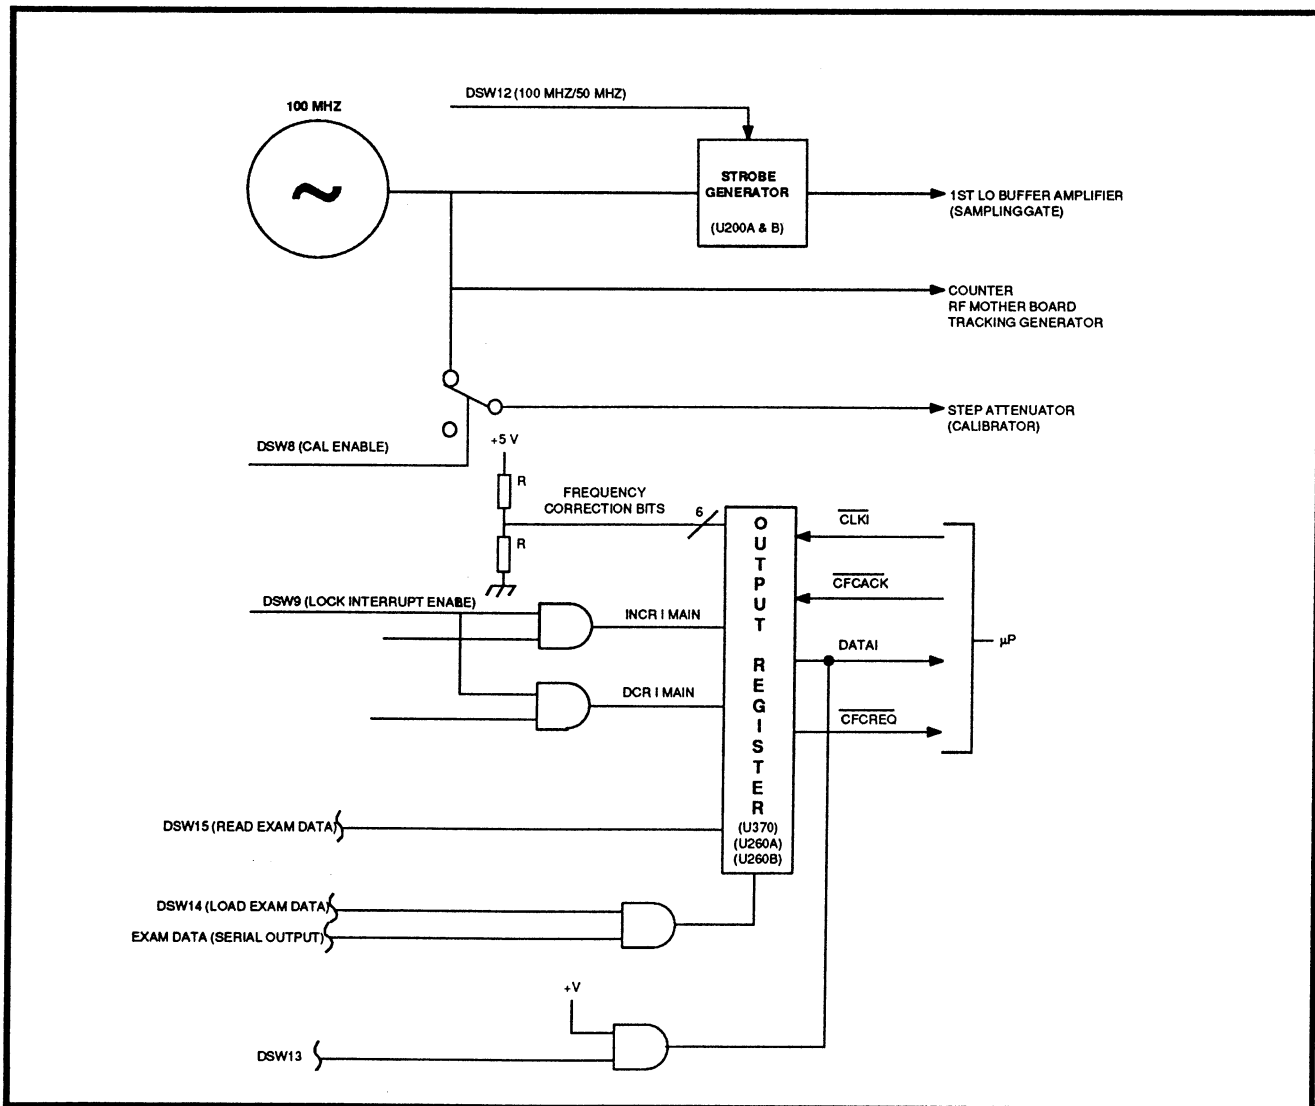 DSW12 (100 MHZ/50 MHZ)
100 MHZ
~
STROBE
GENERATOR
(U200A & B)
1ST LO BUFFER AMPLIFIER
(SAMPLINGGATE)
COUNTER
RF MOTHER BOARD
TRACKING GENERATOR
STEP ATTENUATOR
(CALIBRATOR)
DSW8 (CAL ENABLE)
+5 V
R
FREQUENCY
CORRECTION BITS
6
R
OUTPUT REGISTER
(U370)
(U260A)
(U260B)
CLKI
CFCACK
DATAI
CFCREQ
µP
DSW9 (LOCK INTERRUPT ENABLE)
INCR I MAIN
DCR I MAIN
DSW15 (READ EXAM DATA)
DSW14 (LOAD EXAM DATA)
EXAM DATA (SERIAL OUTPUT)
+V
DSW13